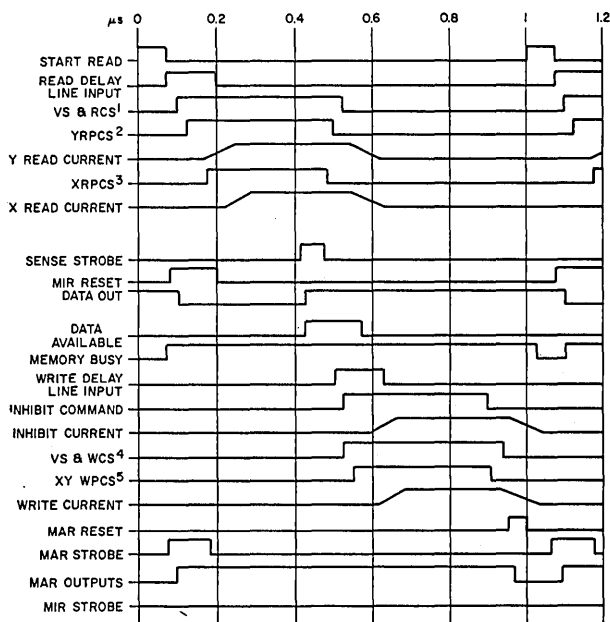 μs 0 0.2 0.4 0.6 0.8 1 1.2
START READ
READ DELAY
LINE INPUT
VS & RCS¹
YRPCS²
Y READ CURRENT
XRPCS³
X READ CURRENT
SENSE STROBE
MIR RESET
DATA OUT
DATA
AVAILABLE
MEMORY BUSY
WRITE DELAY
LINE INPUT
INHIBIT COMMAND
INHIBIT CURRENT
VS & WCS⁴
XY WPCS⁵
WRITE CURRENT
MAR RESET
MAR STROBE
MAR OUTPUTS
MIR STROBE